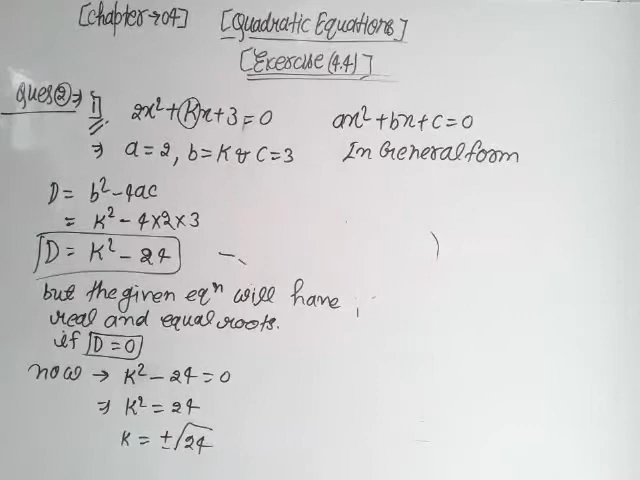 [Chapter→04] [Quadratic Equations]
[Exercise (4.4)]
Ques② ⇒ i]. 2x²+kx+3=0 ax²+bx+c=0
⇒ a=2, b=K & C=3 In General form
D = b²-4ac
= K² - 4×2×3
D = K² - 24
but the given eqⁿ will have
real and equal roots.
if D=0
now → K²-24=0
⇒ K²=24
K = ±√24